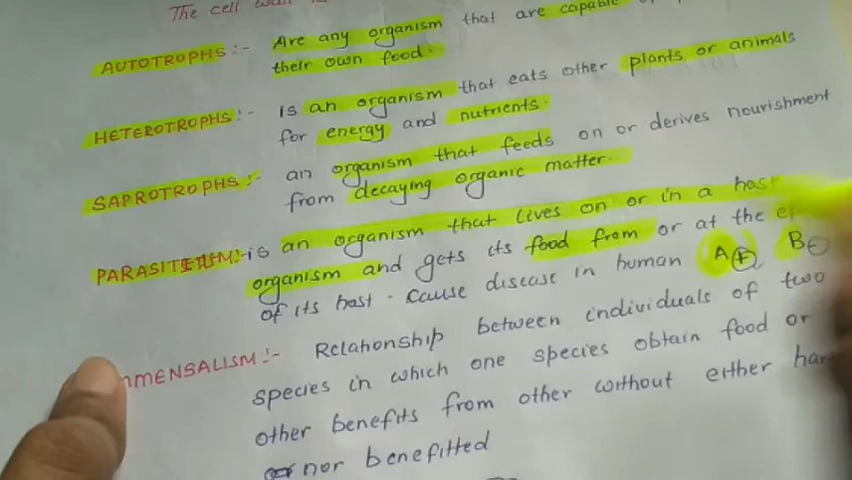 The cell
AUTOTROPHS :- Are any organism that are capable
their own food.
HETEROTROPHS :- is an organism that eats other plants or animals
for energy and nutrients.
SAPROTROPHS :- an organism that feeds on or derives nourishment
from decaying organic matter.
PARASITISM :- is an organism that lives on or in a host
organism and gets its food from or at the
of its host. cause disease in human A+ B-
MMENSALISM :- Relationship between individuals of two
species in which one species obtain food or
other benefits from other without either
nor benefitted